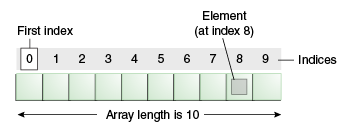 Element
(at index 8)
First index
0 1 2 3 4 5 6 7 8 9
Indices
Array length is 10